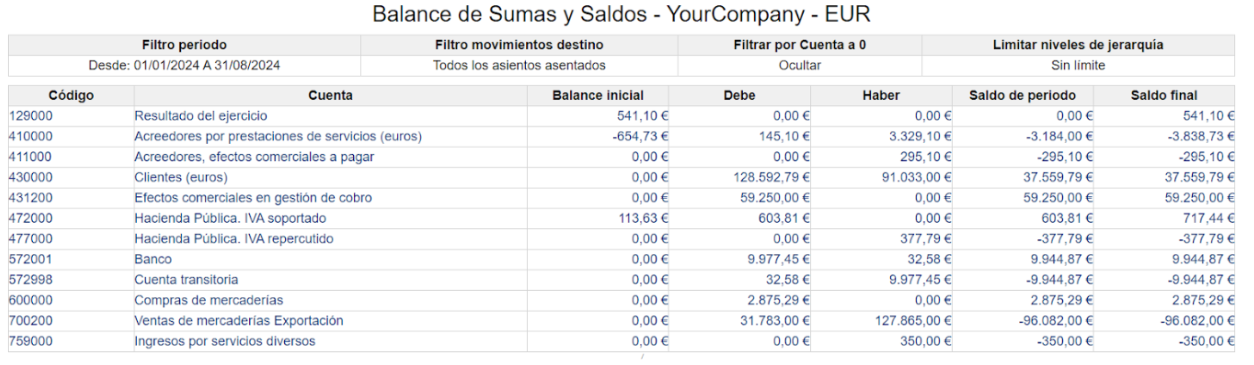 Balance de Sumas y Saldos - YourCompany - EUR
Filtro periodo Filtro movimientos destino Filtrar por Cuenta a 0 Limitar niveles de jerarquía
Desde: 01/01/2024 A 31/08/2024 Todos los asientos asentados Ocultar Sin límite
Código Cuenta Balance inicial Debe Haber Saldo de periodo Saldo final
129000 Resultado del ejercicio 541,10 € 0,00 € 0,00 € 0,00 € 541,10 €
410000 Acreedores por prestaciones de servicios (euros) -654,73 € 145,10 € 3.329,10 € -3.184,00 € -3.838,73 €
411000 Acreedores, efectos comerciales a pagar 0,00 € 0,00 € 295,10 € -295,10 € -295,10 €
430000 Clientes (euros) 0,00 € 128.592,79 € 91.033,00 € 37.559,79 € 37.559,79 €
431200 Efectos comerciales en gestión de cobro 0,00 € 59.250,00 € 0,00 € 59.250,00 € 59.250,00 €
472000 Hacienda Pública. IVA soportado 113,63 € 603,81 € 0,00 € 603,81 € 717,44 €
477000 Hacienda Pública. IVA repercutido 0,00 € 0,00 € 377,79 € -377,79 € -377,79 €
572001 Banco 0,00 € 9.977,45 € 32,58 € 9.944,87 € 9.944,87 €
572998 Cuenta transitoria 0,00 € 32,58 € 9.977,45 € -9.944,87 € -9.944,87 €
600000 Compras de mercaderías 0,00 € 2.875,29 € 0,00 € 2.875,29 € 2.875,29 €
700200 Ventas de mercaderías Exportación 0,00 € 31.783,00 € 127.865,00 € -96.082,00 € -96.082,00 €
759000 Ingresos por servicios diversos 0,00 € 0,00 € 350,00 € -350,00 € -350,00 €
/